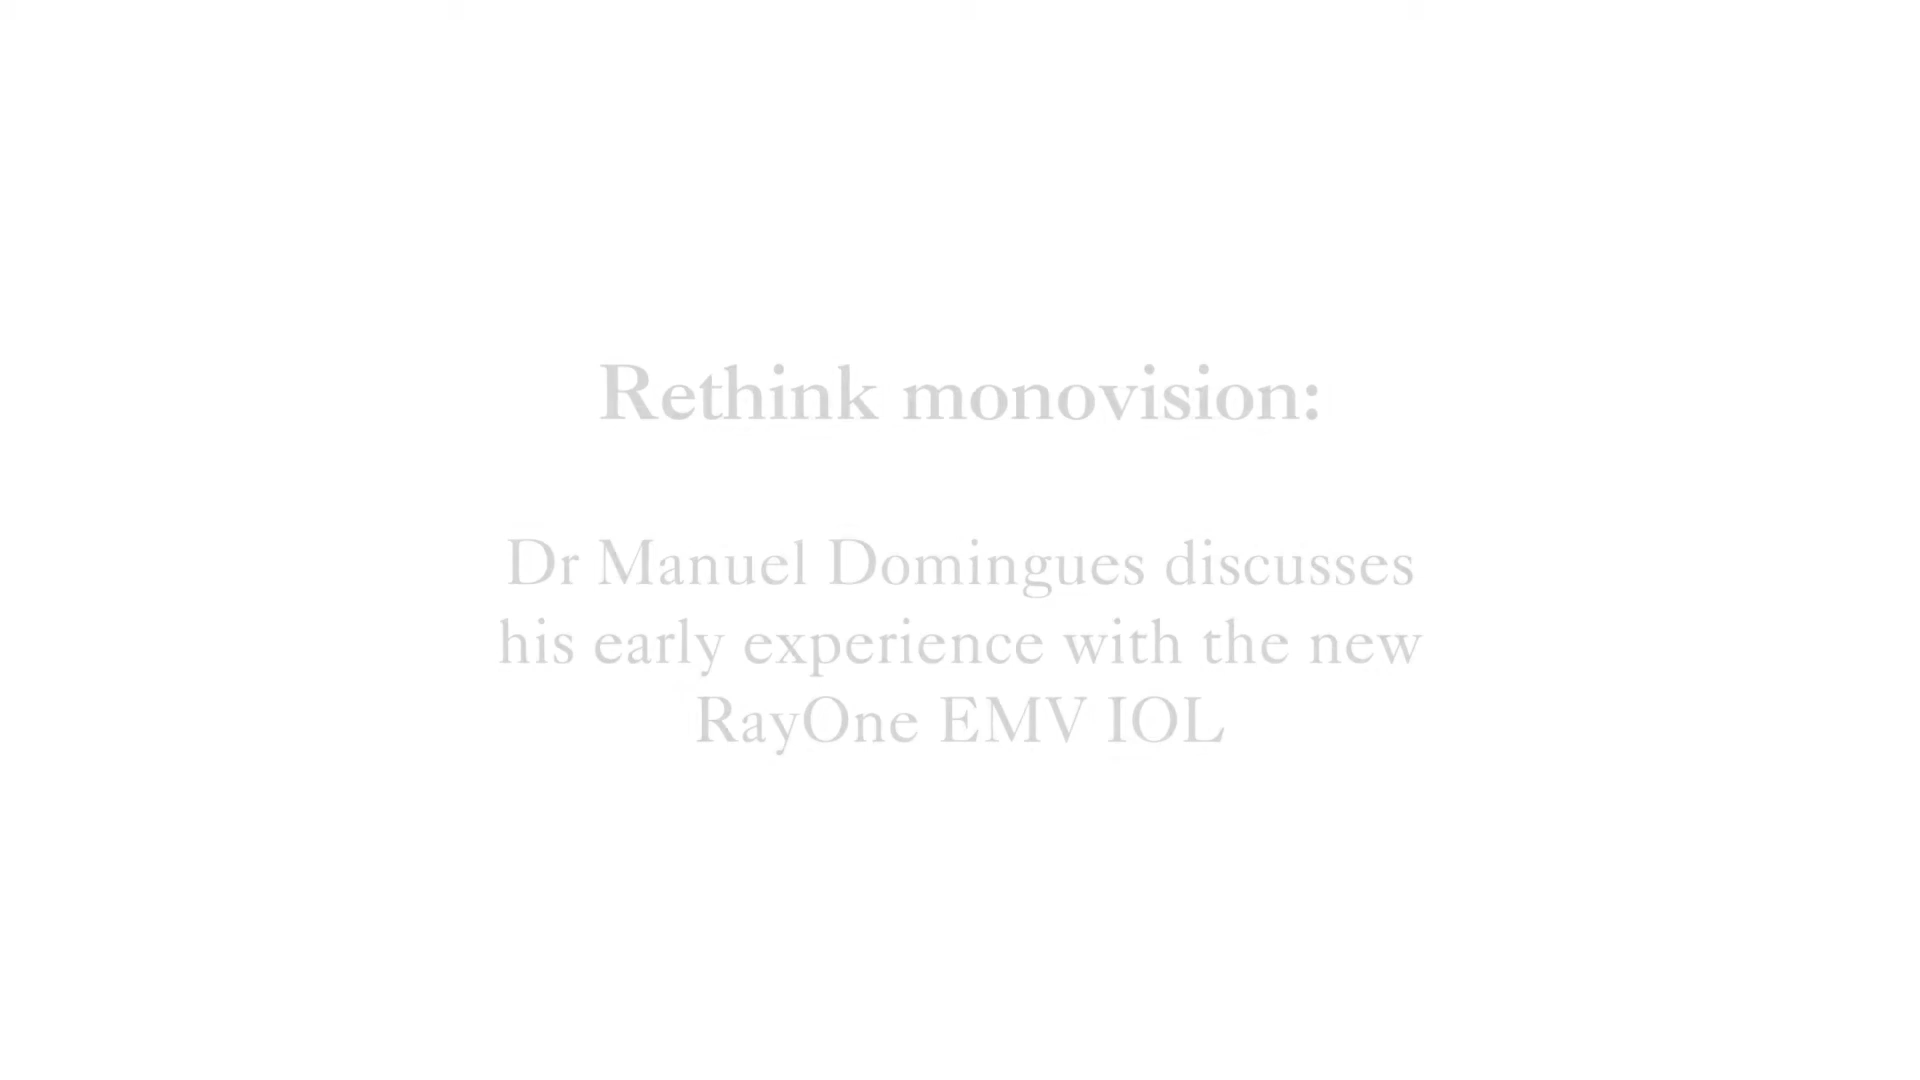 Rethink monovision:
Dr Manuel Domingues discusses
his early experience with the new
RayOne EMV IOL